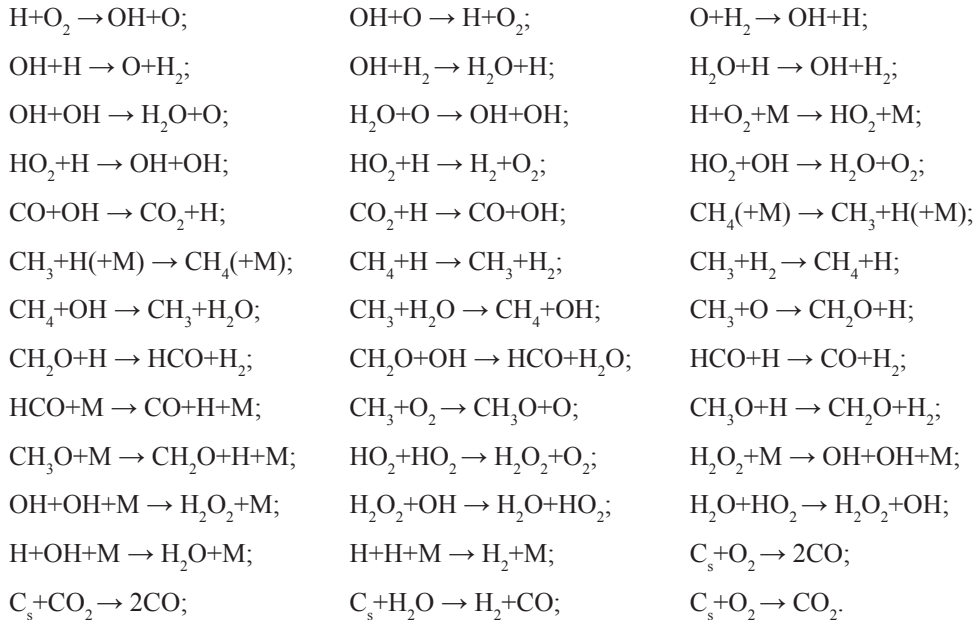 H+O₂ → OH+O; OH+O → H+O₂; O+H₂ → OH+H;
OH+H → O+H₂; OH+H₂ → H₂O+H; H₂O+H → OH+H₂;
OH+OH → H₂O+O; H₂O+O → OH+OH; H+O₂+M → HO₂+M;
HO₂+H → OH+OH; HO₂+H → H₂+O₂; HO₂+OH → H₂O+O₂;
CO+OH → CO₂+H; CO₂+H → CO+OH; CH₄(+M) → CH₃+H(+M);
CH₃+H(+M) → CH₄(+M); CH₄+H → CH₃+H₂; CH₃+H₂ → CH₄+H;
CH₄+OH → CH₃+H₂O; CH₃+H₂O → CH₄+OH; CH₃+O → CH₂O+H;
CH₂O+H → HCO+H₂; CH₂O+OH → HCO+H₂O; HCO+H → CO+H₂;
HCO+M → CO+H+M; CH₃+O₂ → CH₃O+O; CH₃O+H → CH₂O+H₂;
CH₃O+M → CH₂O+H+M; HO₂+HO₂ → H₂O₂+O₂; H₂O₂+M → OH+OH+M;
OH+OH+M → H₂O₂+M; H₂O₂+OH → H₂O+HO₂; H₂O+HO₂ → H₂O₂+OH;
H+OH+M → H₂O+M; H+H+M → H₂+M; Cₛ+O₂ → 2CO;
Cₛ+CO₂ → 2CO; Cₛ+H₂O → H₂+CO; Cₛ+O₂ → CO₂.